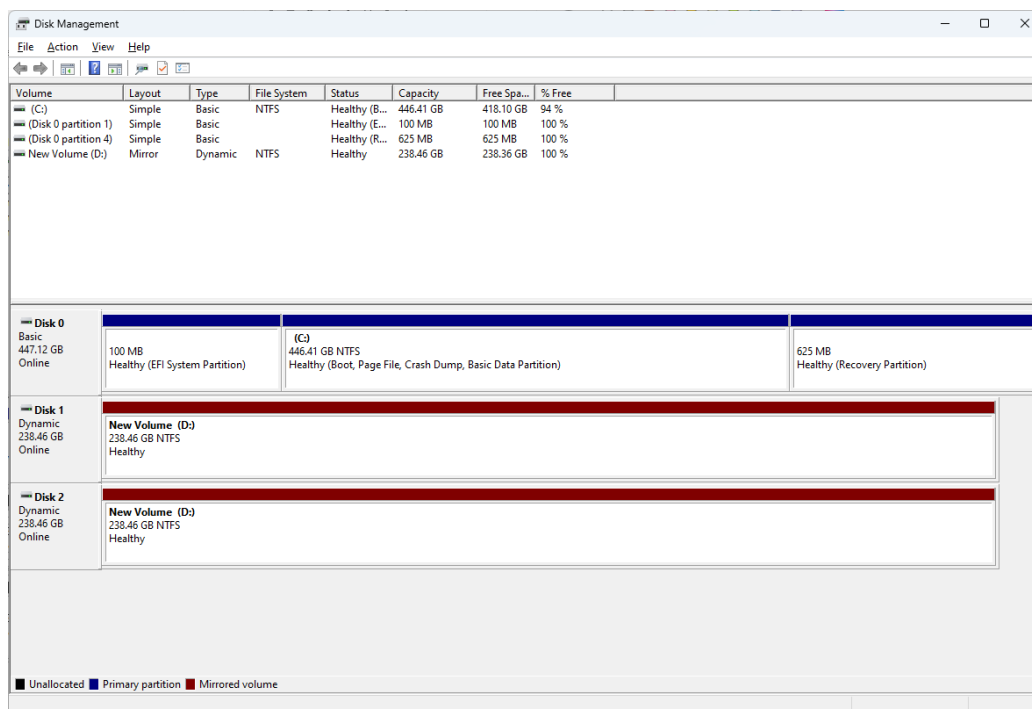 Disk Management
File Action View Help
Volume Layout Type File System Status Capacity Free Spa... % Free
(C:) Simple Basic NTFS Healthy (B... 446.41 GB 418.10 GB 94 %
(Disk 0 partition 1) Simple Basic Healthy (E... 100 MB 100 MB 100 %
(Disk 0 partition 4) Simple Basic Healthy (R... 625 MB 625 MB 100 %
New Volume (D:) Mirror Dynamic NTFS Healthy 238.46 GB 238.36 GB 100 %
Disk 0
Basic
447.12 GB
Online
100 MB
Healthy (EFI System Partition)
(C:)
446.41 GB NTFS
Healthy (Boot, Page File, Crash Dump, Basic Data Partition)
625 MB
Healthy (Recovery Partition)
Disk 1
Dynamic
238.46 GB
Online
New Volume (D:)
238.46 GB NTFS
Healthy
Disk 2
Dynamic
238.46 GB
Online
New Volume (D:)
238.46 GB NTFS
Healthy
Unallocated Primary partition Mirrored volume